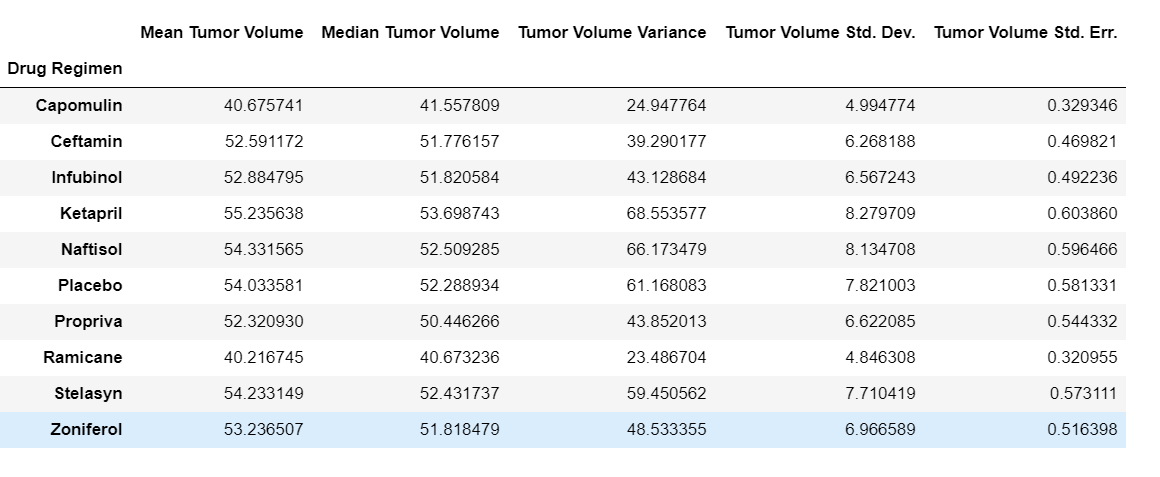 Mean Tumor Volume Median Tumor Volume Tumor Volume Variance Tumor Volume Std. Dev. Tumor Volume Std. Err.
Drug Regimen
Capomulin 40.675741 41.557809 24.947764 4.994774 0.329346
Ceftamin 52.591172 51.776157 39.290177 6.268188 0.469821
Infubinol 52.884795 51.820584 43.128684 6.567243 0.492236
Ketapril 55.235638 53.698743 68.553577 8.279709 0.603860
Naftisol 54.331565 52.509285 66.173479 8.134708 0.596466
Placebo 54.033581 52.288934 61.168083 7.821003 0.581331
Propriva 52.320930 50.446266 43.852013 6.622085 0.544332
Ramicane 40.216745 40.673236 23.486704 4.846308 0.320955
Stelasyn 54.233149 52.431737 59.450562 7.710419 0.573111
Zoniferol 53.236507 51.818479 48.533355 6.966589 0.516398